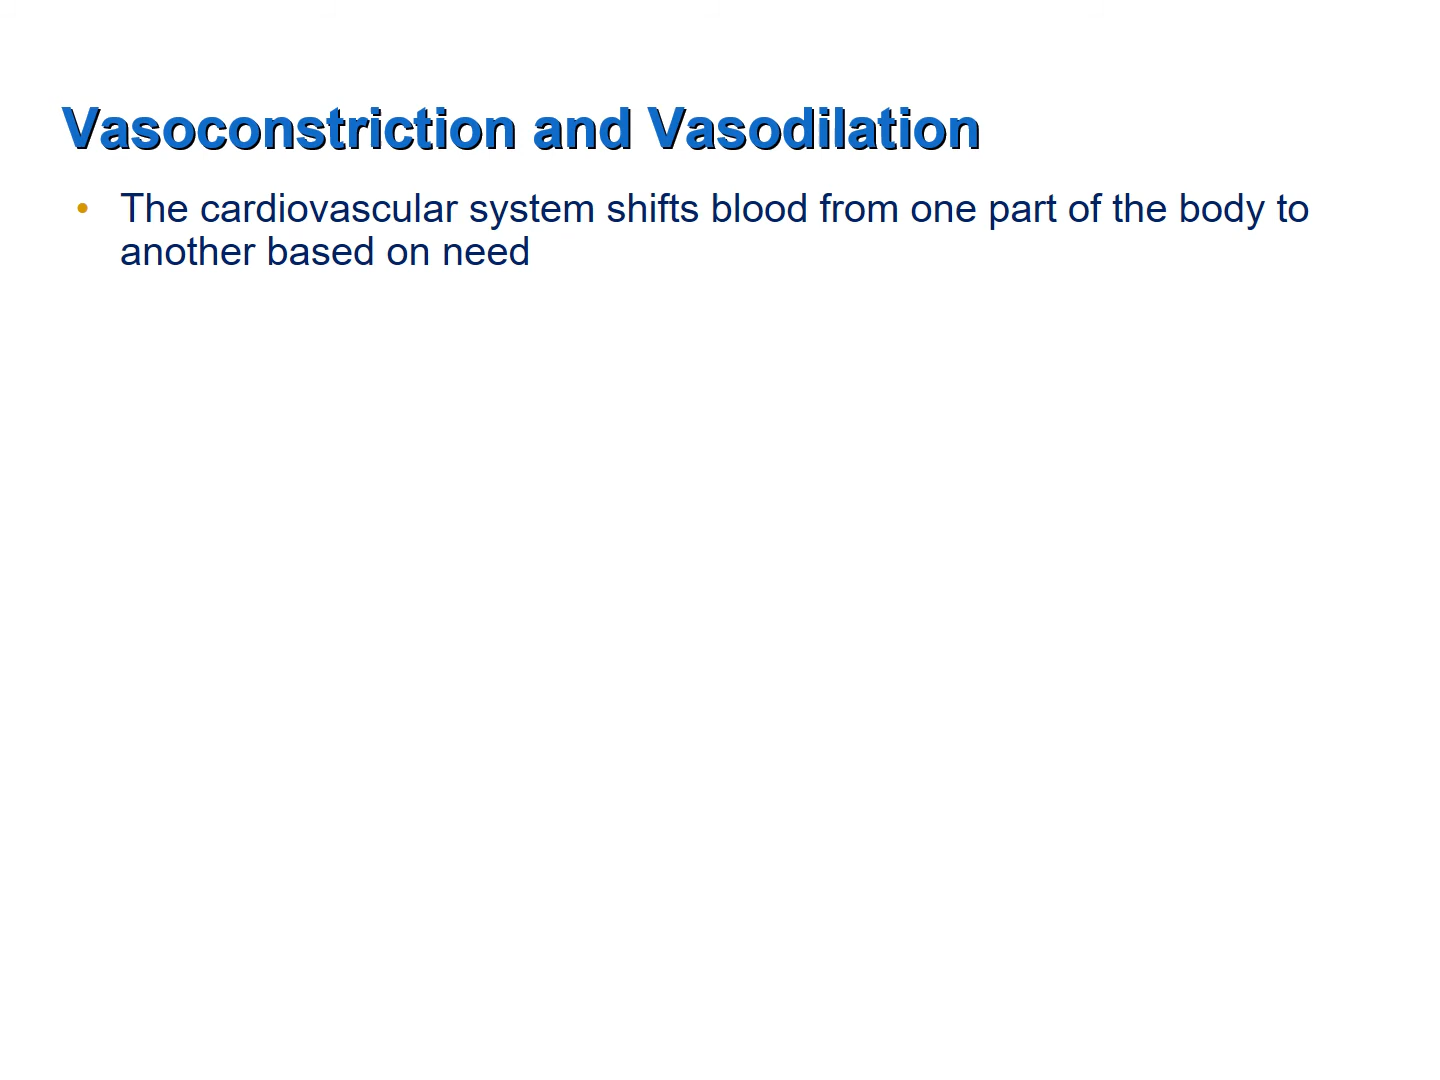 Vasoconstriction and Vasodilation
• The cardiovascular system shifts blood from one part of the body to
another based on need